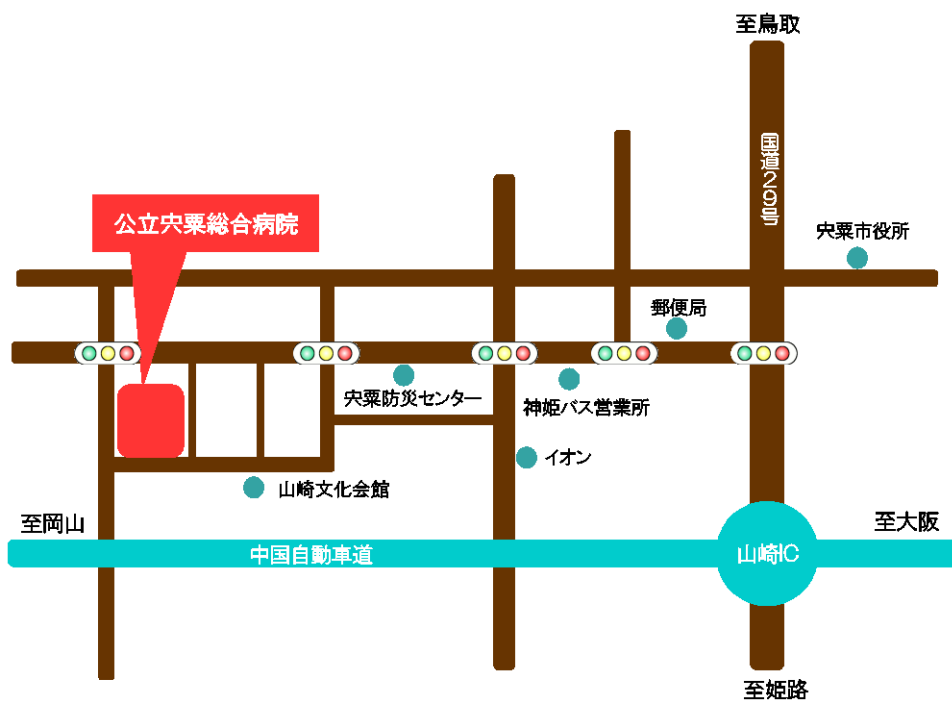 至鳥取
国道29号
公立宍粟総合病院
宍粟市役所
郵便局
宍粟防災センター
神姫バス営業所
イオン
山崎文化会館
至岡山
至大阪
中国自動車道
山崎IC
至姫路